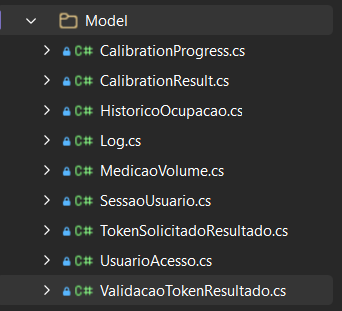 Model
C# CalibrationProgress.cs
C# CalibrationResult.cs
C# HistoricoOcupacao.cs
C# Log.cs
C# MedicaoVolume.cs
C# SessaoUsuario.cs
C# TokenSolicitadoResultado.cs
C# UsuarioAcesso.cs
C# ValidacaoTokenResultado.cs